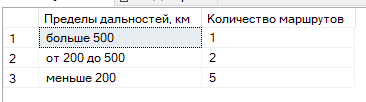 Пределы дальностей, км Количество маршрутов
1 больше 500 1
2 от 200 до 500 2
3 меньше 200 5